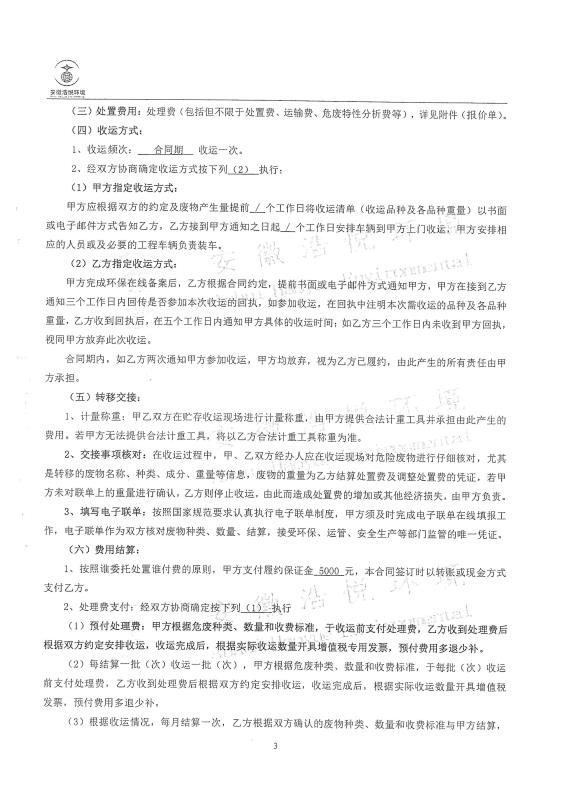 安徽浩悦环境
（三）处置费用：处理费（包括但不限于处置费、运输费、危废特性分析费等），详见附件（报价单）。
（四）收运方式：
1、收运频次： 合同期 收运一次。
2、经双方协商确定收运方式按下列（2）执行：
（1）甲方指定收运方式：
甲方应根据双方的约定及废物产生量提前 / 个工作日将收运清单（收运品种及各品种重量）以书面
或电子邮件方式告知乙方，乙方接到甲方通知之日起 / 个工作日安排车辆到甲方上门收运，甲方安排相
应的人员或及必要的工程车辆负责装车。
（2）乙方指定收运方式：
甲方完成环保在线备案后，乙方根据合同约定，提前书面或电子邮件方式通知甲方，甲方在接到乙方
通知三个工作日内回传是否参加本次收运的回执，如参加收运，在回执中注明本次需收运的品种及各品种
重量，乙方收到回执后，在五个工作日内通知甲方具体的收运时间；如乙方三个工作日内未收到甲方回执，
视同甲方放弃此次收运。
合同期内，如乙方两次通知甲方参加收运，甲方均放弃，视为乙方已履约，由此产生的所有责任由甲
方承担。
（五）转移交接：
1、计量称重：甲乙双方在贮存收运现场进行计量称重，由甲方提供合法计重工具并承担由此产生的
费用。若甲方无法提供合法计重工具，将以乙方合法计重工具称重为准。
2、交接事项核对：在收运过程中，甲、乙双方经办人应在收运现场对危险废物进行仔细核对，尤其
是转移的废物名称、种类、成分、重量等信息，废物的重量为乙方结算处置费及调整处置费的凭证，若甲
方未对联单上的重量进行确认，乙方则停止收运，由此而造成处置费的增加或其他经济损失，由甲方负责。
3、填写电子联单：按照国家规范要求认真执行电子联单制度，甲方须及时完成电子联单在线填报工
作，电子联单作为双方核对废物种类、数量、结算，接受环保、运管、安全生产等部门监管的唯一凭证。
（六）费用结算：
1、按照谁委托处置谁付费的原则，甲方支付履约保证金 5000 元，本合同签订时以转账或现金方式
支付乙方。
2、处理费支付：经双方协商确定按下列（1）执行
（1）预付处理费：甲方根据危废种类、数量和收费标准，于收运前支付处理费，乙方收到处理费后
根据双方约定安排收运，收运完成后，根据实际收运数量开具增值税专用发票，预付费用多退少补。
（2）每结算一批（次）收运一批（次），甲方根据危废种类、数量和收费标准，于每批（次）收运
前支付处理费，乙方收到处理费后根据双方约定安排收运，收运完成后，根据实际收运数量开具增值税
发票，预付费用多退少补。
（3）根据收运情况，每月结算一次，乙方根据双方确认的废物种类、数量和收费标准与甲方结算，
3
安徽浩悦环境
安徽浩悦环境
安徽浩悦环境